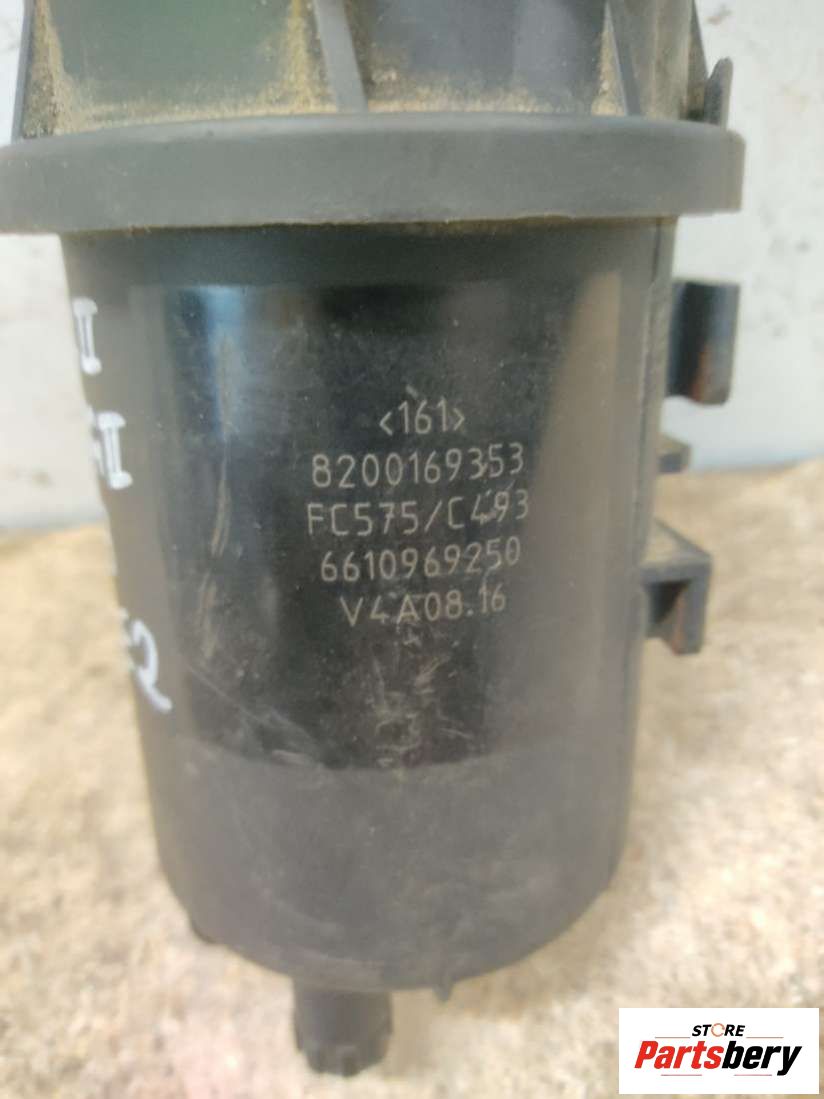 <161>
8200169353
FC575/C493
6610969250
V4A08.16
STORE
Partsbery